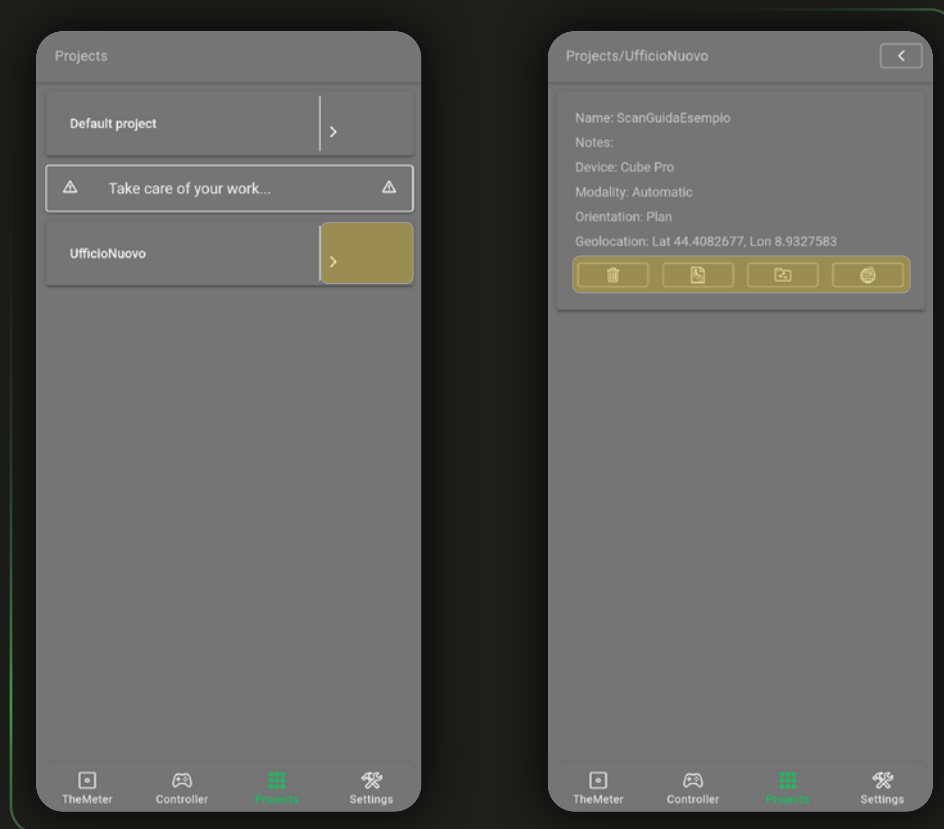 Projects
Default project
Take care of your work...
UfficioNuovo
TheMeter
Controller
Projects
Settings
Projects/UfficioNuovo
Name: ScanGuidaEsempio
Notes:
Device: Cube Pro
Modality: Automatic
Orientation: Plan
Geolocation: Lat 44.4082677, Lon 8.9327583
TheMeter
Controller
Projects
Settings